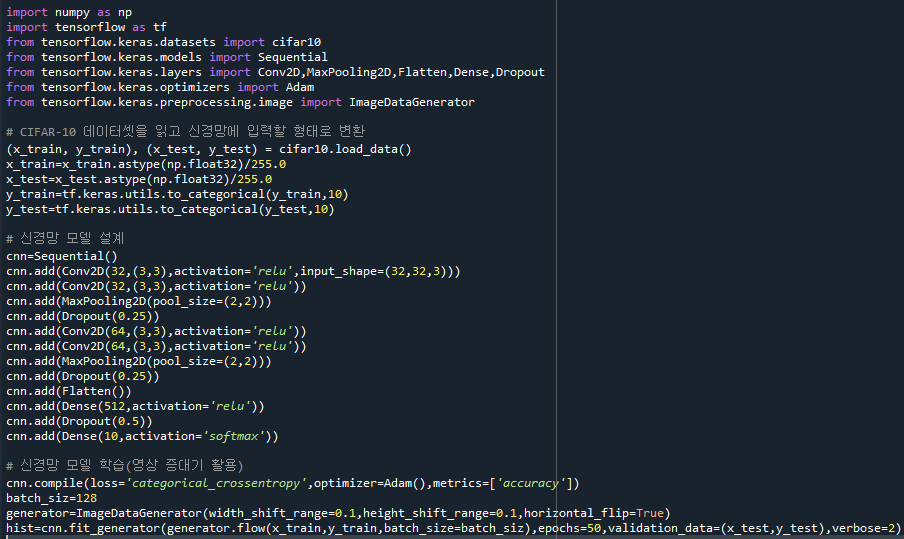 import numpy as np
import tensorflow as tf
from tensorflow.keras.datasets import cifar10
from tensorflow.keras.models import Sequential
from tensorflow.keras.layers import Conv2D,MaxPooling2D,Flatten,Dense,Dropout
from tensorflow.keras.optimizers import Adam
from tensorflow.keras.preprocessing.image import ImageDataGenerator

# CIFAR-10 데이터셋을 읽고 신경망에 입력할 형태로 변환
(x_train, y_train), (x_test, y_test) = cifar10.load_data()
x_train=x_train.astype(np.float32)/255.0
x_test=x_test.astype(np.float32)/255.0
y_train=tf.keras.utils.to_categorical(y_train,10)
y_test=tf.keras.utils.to_categorical(y_test,10)

# 신경망 모델 설계
cnn=Sequential()
cnn.add(Conv2D(32,(3,3),activation='relu',input_shape=(32,32,3)))
cnn.add(Conv2D(32,(3,3),activation='relu'))
cnn.add(MaxPooling2D(pool_size=(2,2)))
cnn.add(Dropout(0.25))
cnn.add(Conv2D(64,(3,3),activation='relu'))
cnn.add(Conv2D(64,(3,3),activation='relu'))
cnn.add(MaxPooling2D(pool_size=(2,2)))
cnn.add(Dropout(0.25))
cnn.add(Flatten())
cnn.add(Dense(512,activation='relu'))
cnn.add(Dropout(0.5))
cnn.add(Dense(10,activation='softmax'))

# 신경망 모델 학습(영상 증대기 활용)
cnn.compile(loss='categorical_crossentropy',optimizer=Adam(),metrics=['accuracy'])
batch_siz=128
generator=ImageDataGenerator(width_shift_range=0.1,height_shift_range=0.1,horizontal_flip=True)
hist=cnn.fit_generator(generator.flow(x_train,y_train,batch_size=batch_siz),epochs=50,validation_data=(x_test,y_test),verbose=2)